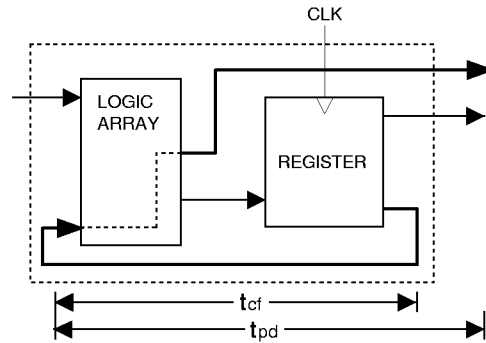 CLK
LOGIC
ARRAY
REGISTER
tcf
tpd